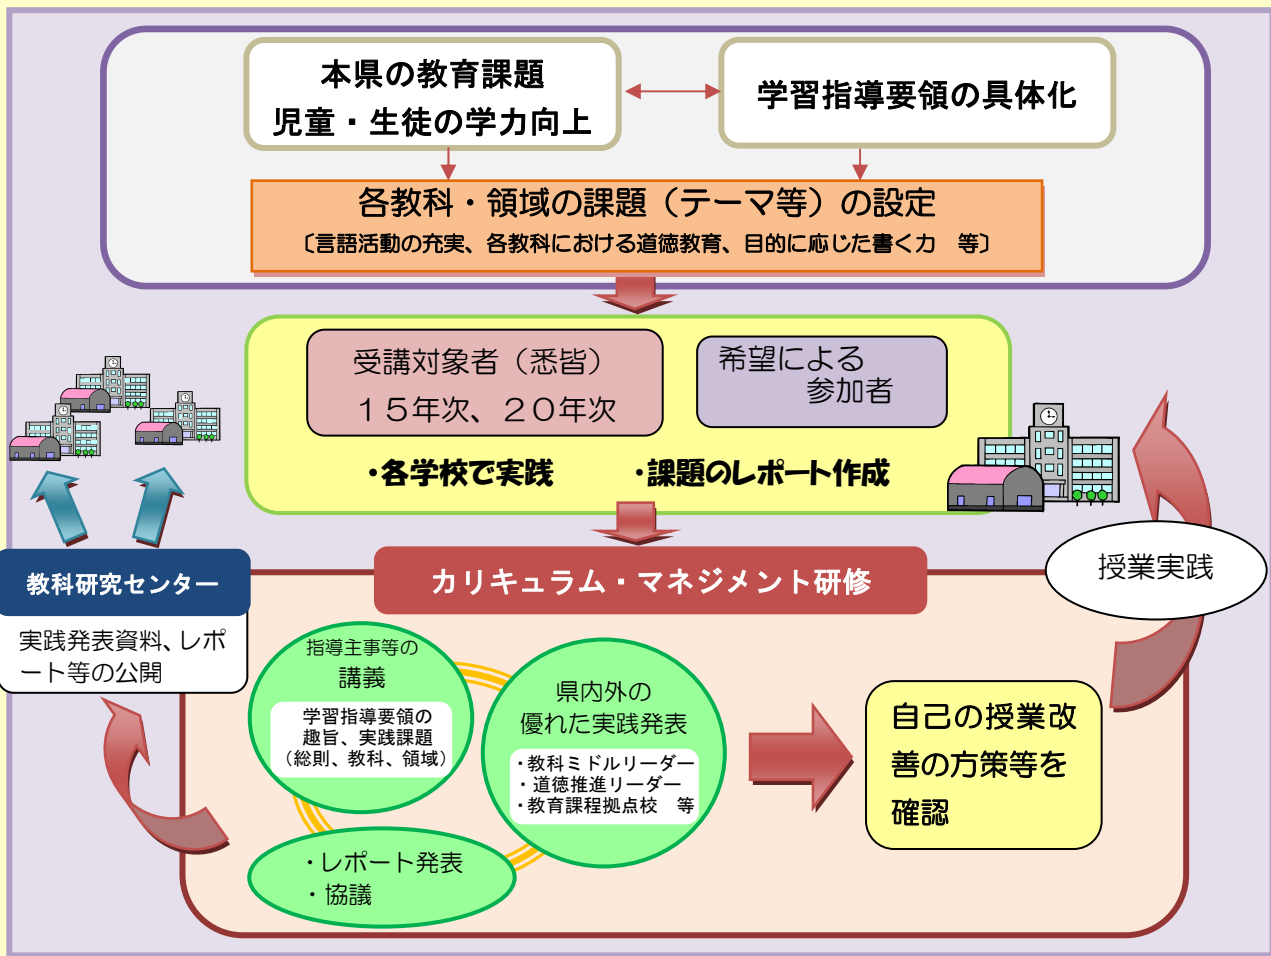 本県の教育課題
児童・生徒の学力向上
学習指導要領の具体化
各教科・領域の課題（テーマ等）の設定
〔言語活動の充実、各教科における道徳教育、目的に応じた書く力　等〕
受講対象者（悉皆）
１５年次、２０年次
希望による
参加者
・各学校で実践
・課題のレポート作成
教科研究センター
実践発表資料、レポ
ート等の公開
カリキュラム・マネジメント研修
授業実践
指導主事等の
講義
学習指導要領の
趣旨、実践課題
（総則、教科、領域）
県内外の
優れた実践発表
・教科ミドルリーダー
・道徳推進リーダー
・教育課程拠点校　等
・レポート発表
・協議
自己の授業改
善の方策等を
確認